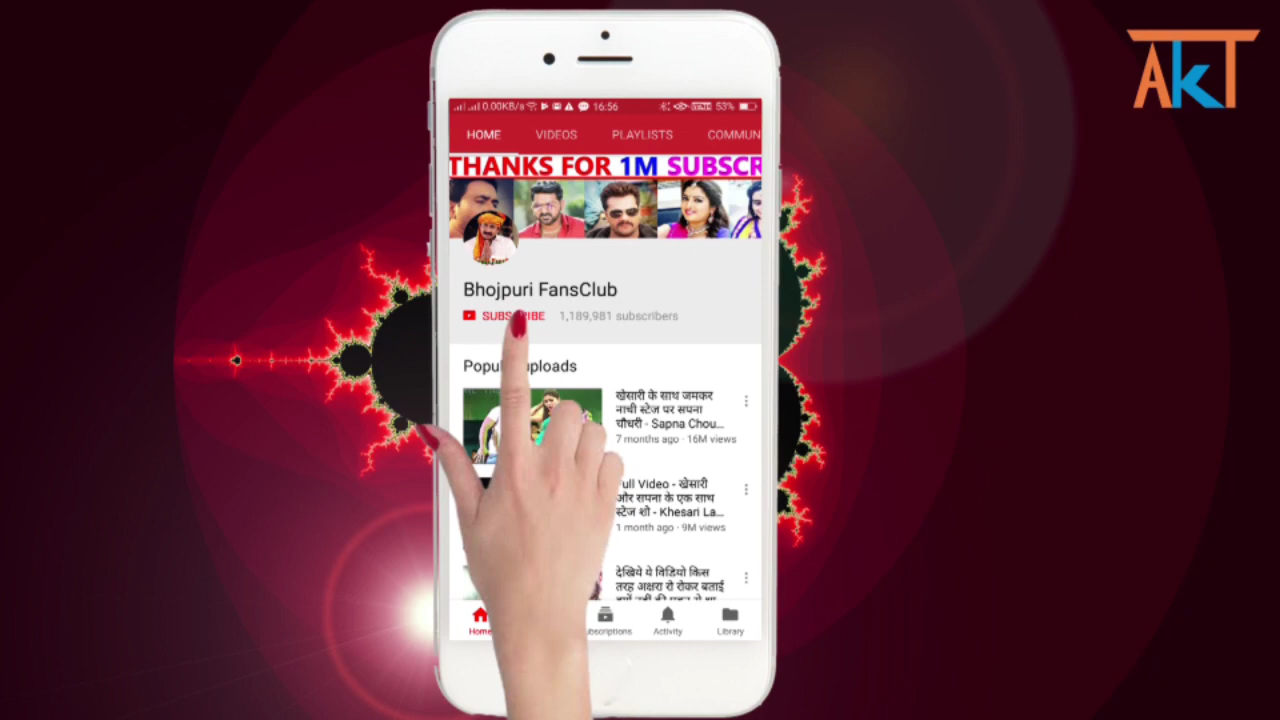 AKT
0.00KB/s 16:56 53%
HOME VIDEOS PLAYLISTS COMMUN
THANKS FOR 1M SUBSCR
Bhojpuri FansClub
SUBSCRIBE 1,189,981 subscribers
Popul uploads
खेसारी के साथ जमकर
नाची स्टेज पर सपना
चौधरी - Sapna Chou...
7 months ago · 16M views
ull Video - खेसारी
और सपना के एक साथ
स्टेज शो - Khesari La...
1 month ago · 9M views
देखिये ये विडियो किस
तरह अक्षरा रो रोकर बताई
Home bscriptions Activity Library